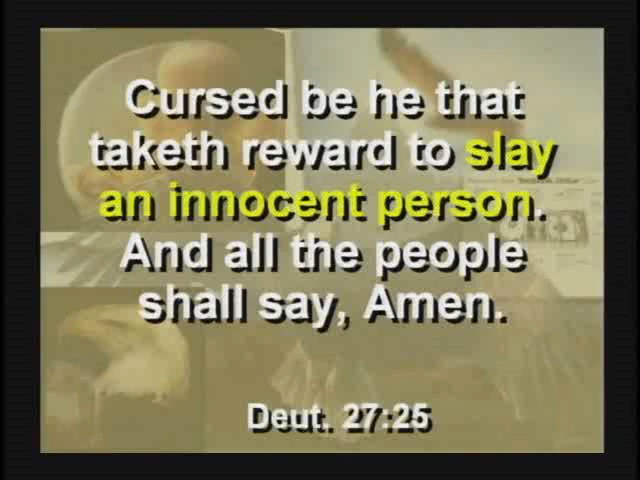 Cursed be he that
taketh reward to slay
an innocent person.
And all the people
shall say, Amen.
Deut. 27:25